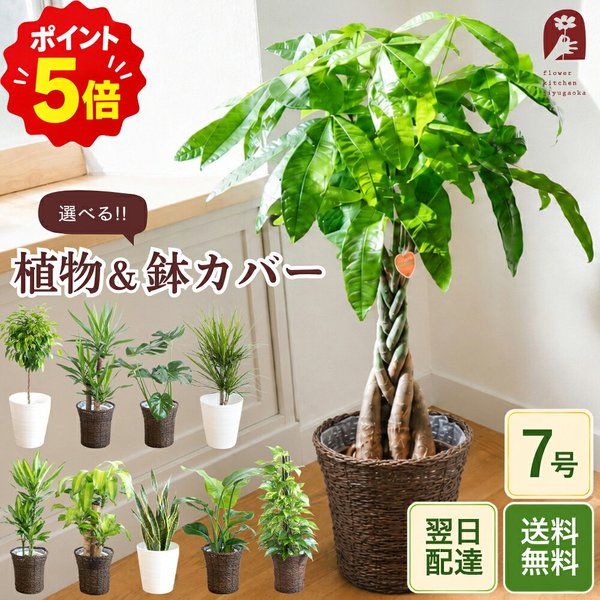 ポイント
5倍
flower
kitchen
jiyugaoka
選べる!!
植物&鉢カバー
7号
翌日
配達
送料
無料